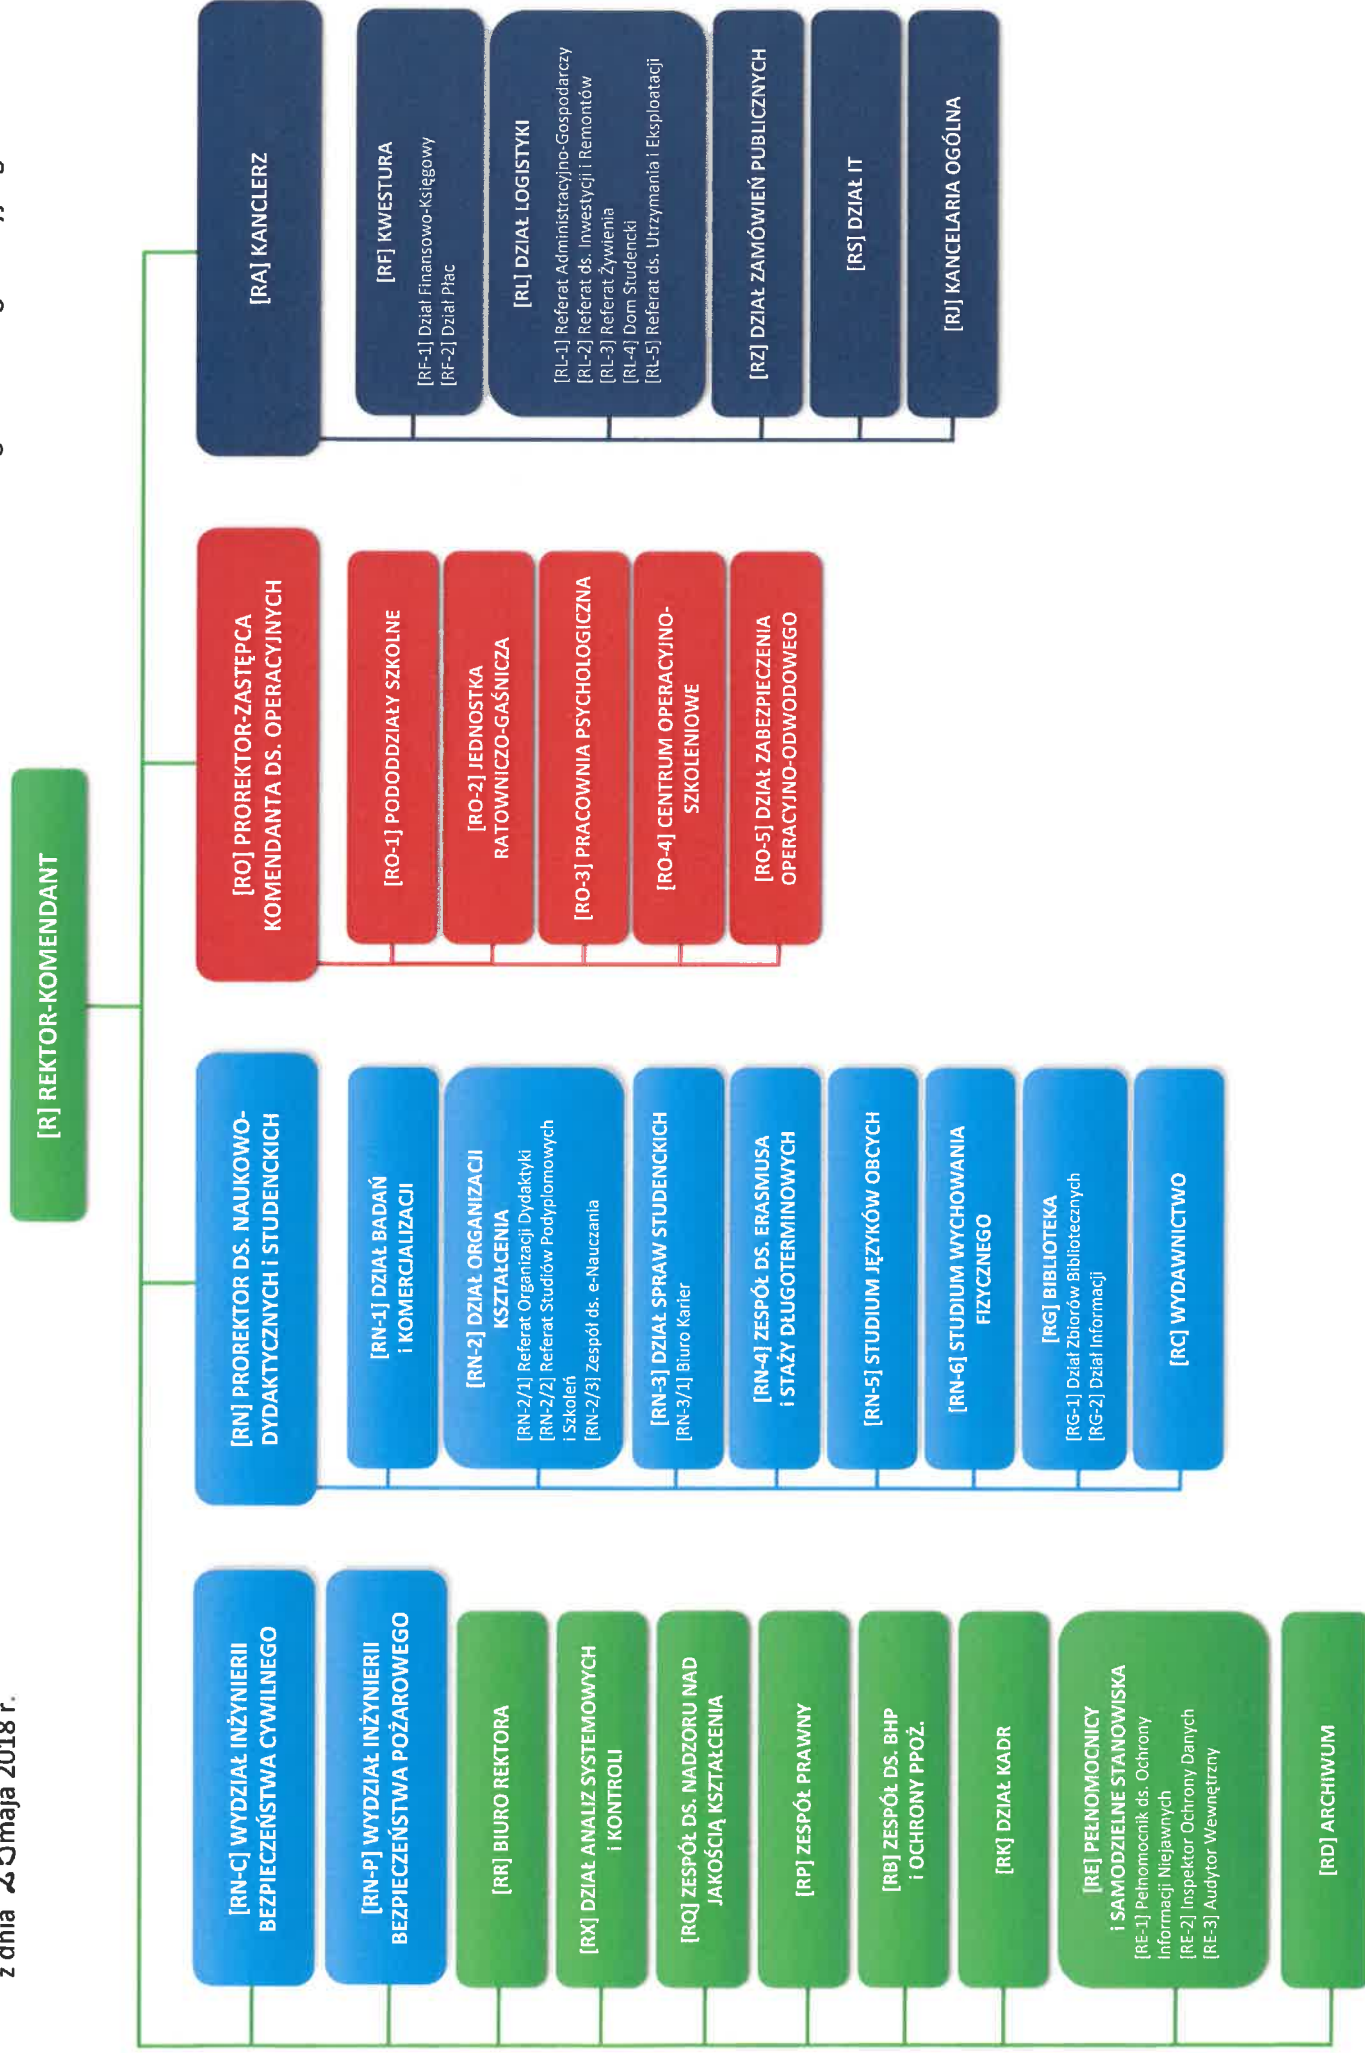 z dnia 25 maja 2018 r.
[R] REKTOR-KOMENDANT
[RN-C] WYDZIAŁ INŻYNIERII
BEZPIECZEŃSTWA CYWILNEGO
[RN-P] WYDZIAŁ INŻYNIERII
BEZPIECZEŃSTWA POŻAROWEGO
[RR] BIURO REKTORA
[RX] DZIAŁ ANALIZ SYSTEMOWYCH
i KONTROLI
[RQ] ZESPÓŁ DS. NADZORU NAD
JAKOŚCIĄ KSZTAŁCENIA
[RP] ZESPÓŁ PRAWNY
[RB] ZESPÓŁ DS. BHP
i OCHRONY PPOŻ.
[RK] DZIAŁ KADR
[RE] PEŁNOMOCNICY
i SAMODZIELNE STANOWISKA
[RE-1] Pełnomocnik ds. Ochrony
Informacji Niejawnych
[RE-2] Inspektor Ochrony Danych
[RE-3] Audytor Wewnętrzny
[RD] ARCHIWUM
[RN] PROREKTOR DS. NAUKOWO-
DYDAKTYCZNYCH i STUDENCKICH
[RN-1] DZIAŁ BADAŃ
i KOMERCJALIZACJI
[RN-2] DZIAŁ ORGANIZACJI
KSZTAŁCENIA
[RN-2/1] Referat Organizacji Dydaktyki
[RN-2/2] Referat Studiów Podyplomowych
i Szkoleń
[RN-2/3] Zespół ds. e-Nauczania
[RN-3] DZIAŁ SPRAW STUDENCKICH
[RN-3/1] Biuro Karier
[RN-4] ZESPÓŁ DS. ERASMUSA
i STAŻY DŁUGOTERMINOWYCH
[RN-5] STUDIUM JĘZYKÓW OBCYCH
[RN-6] STUDIUM WYCHOWANIA
FIZYCZNEGO
[RG] BIBLIOTEKA
[RG-1] Dział Zbiorów Bibliotecznych
[RG-2] Dział Informacji
[RC] WYDAWNICTWO
[RO] PROREKTOR-ZASTĘPCA
KOMENDANTA DS. OPERACYJNYCH
[RO-1] PODODDZIAŁY SZKOLNE
[RO-2] JEDNOSTKA
RATOWNICZO-GAŚNICZA
[RO-3] PRACOWNIA PSYCHOLOGICZNA
[RO-4] CENTRUM OPERACYJNO-
SZKOLENIOWE
[RO-5] DZIAŁ ZABEZPIECZENIA
OPERACYJNO-ODWODOWEGO
[RA] KANCLERZ
[RF] KWESTURA
[RF-1] Dział Finansowo-Księgowy
[RF-2] Dział Płac
[RL] DZIAŁ LOGISTYKI
[RL-1] Referat Administracyjno-Gospodarczy
[RL-2] Referat ds. Inwestycji i Remontów
[RL-3] Referat Żywienia
[RL-4] Dom Studencki
[RL-5] Referat ds. Utrzymania i Eksploatacji
[RZ] DZIAŁ ZAMÓWIEŃ PUBLICZNYCH
[RS] DZIAŁ IT
[RJ] KANCELARIA OGÓLNA